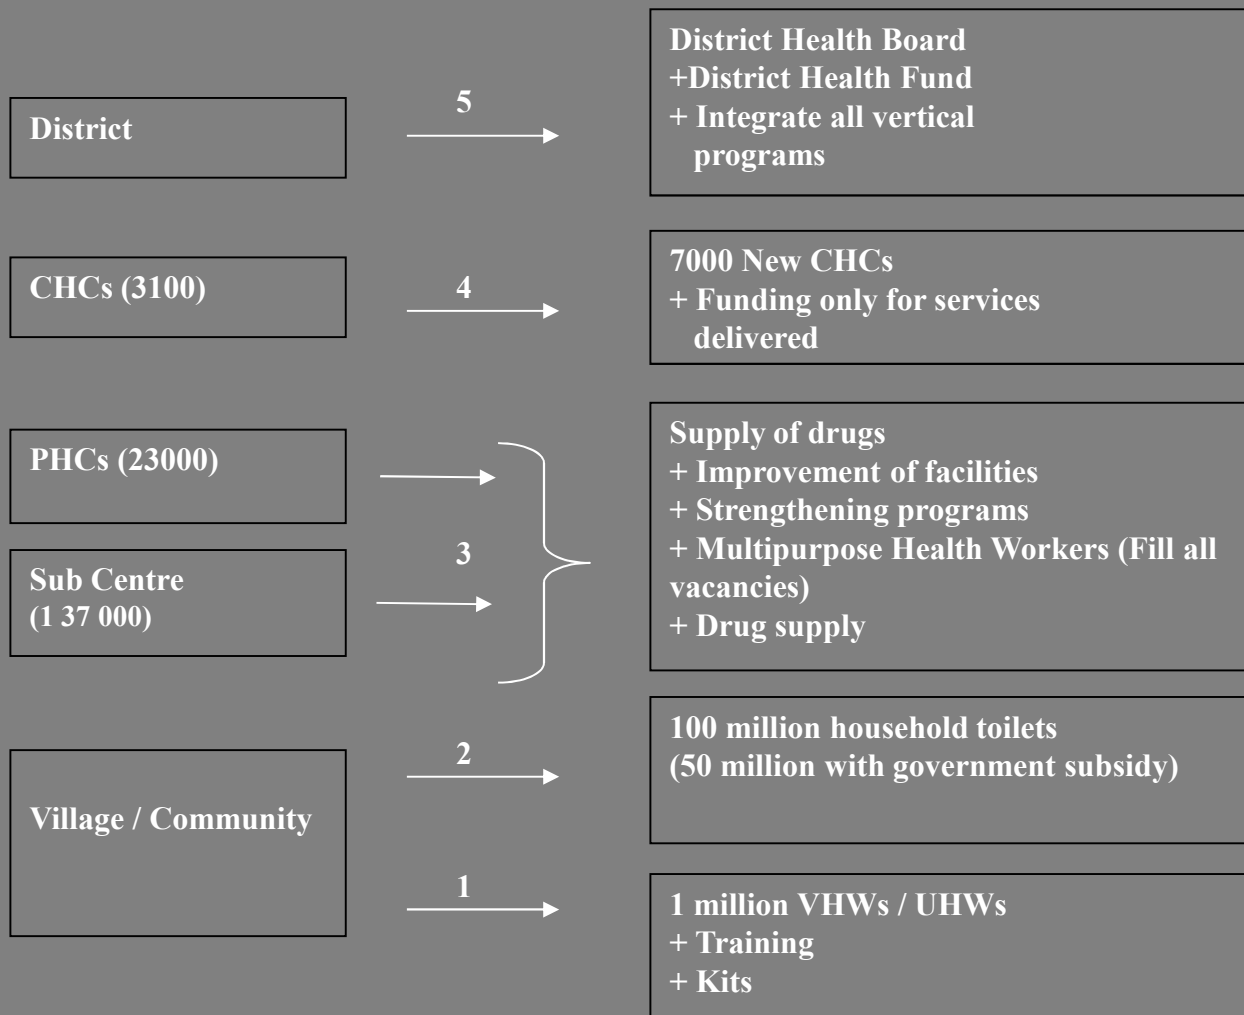 District
5
District Health Board
+District Health Fund
+ Integrate all vertical
programs
CHCs (3100)
4
7000 New CHCs
+ Funding only for services
delivered
PHCs (23000)
Sub Centre
(1 37 000)
3
Supply of drugs
+ Improvement of facilities
+ Strengthening programs
+ Multipurpose Health Workers (Fill all
vacancies)
+ Drug supply
Village / Community
2
100 million household toilets
(50 million with government subsidy)
1
1 million VHWs / UHWs
+ Training
+ Kits